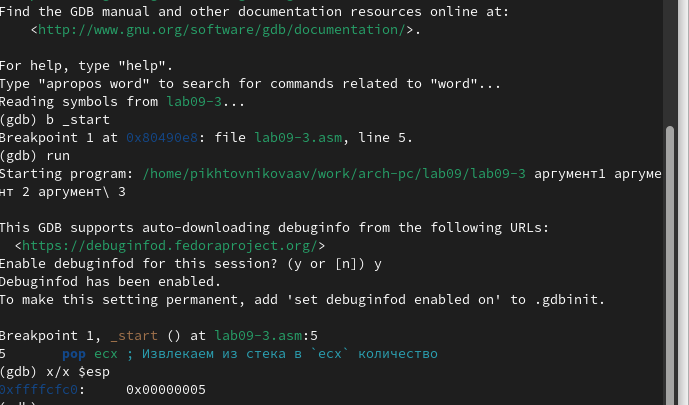 Find the GDB manual and other documentation resources online at:
    <http://www.gnu.org/software/gdb/documentation/>.
For help, type "help".
Type "apropos word" to search for commands related to "word"...
Reading symbols from lab09-3...
(gdb) b _start
Breakpoint 1 at 0x80490e8: file lab09-3.asm, line 5.
(gdb) run
Starting program: /home/pikhtovnikovaav/work/arch-pc/lab09/lab09-3 аргумент1 аргуме
нт 2 аргумент\ 3
This GDB supports auto-downloading debuginfo from the following URLs:
  <https://debuginfod.fedoraproject.org/>
Enable debuginfod for this session? (y or [n]) y
Debuginfod has been enabled.
To make this setting permanent, add 'set debuginfod enabled on' to .gdbinit.
Breakpoint 1, _start () at lab09-3.asm:5
5       pop ecx ; Извлекаем из стека в `ecx` количество
(gdb) x/x $esp
0xffffcfc0:     0x00000005